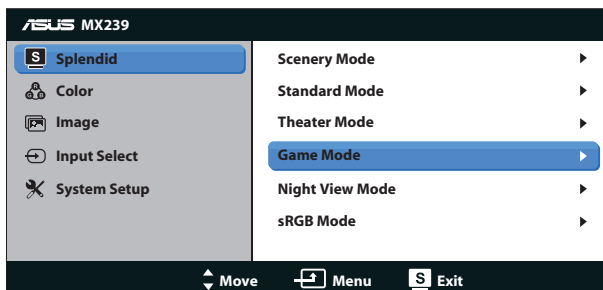 ASUS MX239
S Splendid
Color
Image
Input Select
System Setup
Scenery Mode
Standard Mode
Theater Mode
Game Mode
Night View Mode
sRGB Mode
Move Menu S Exit